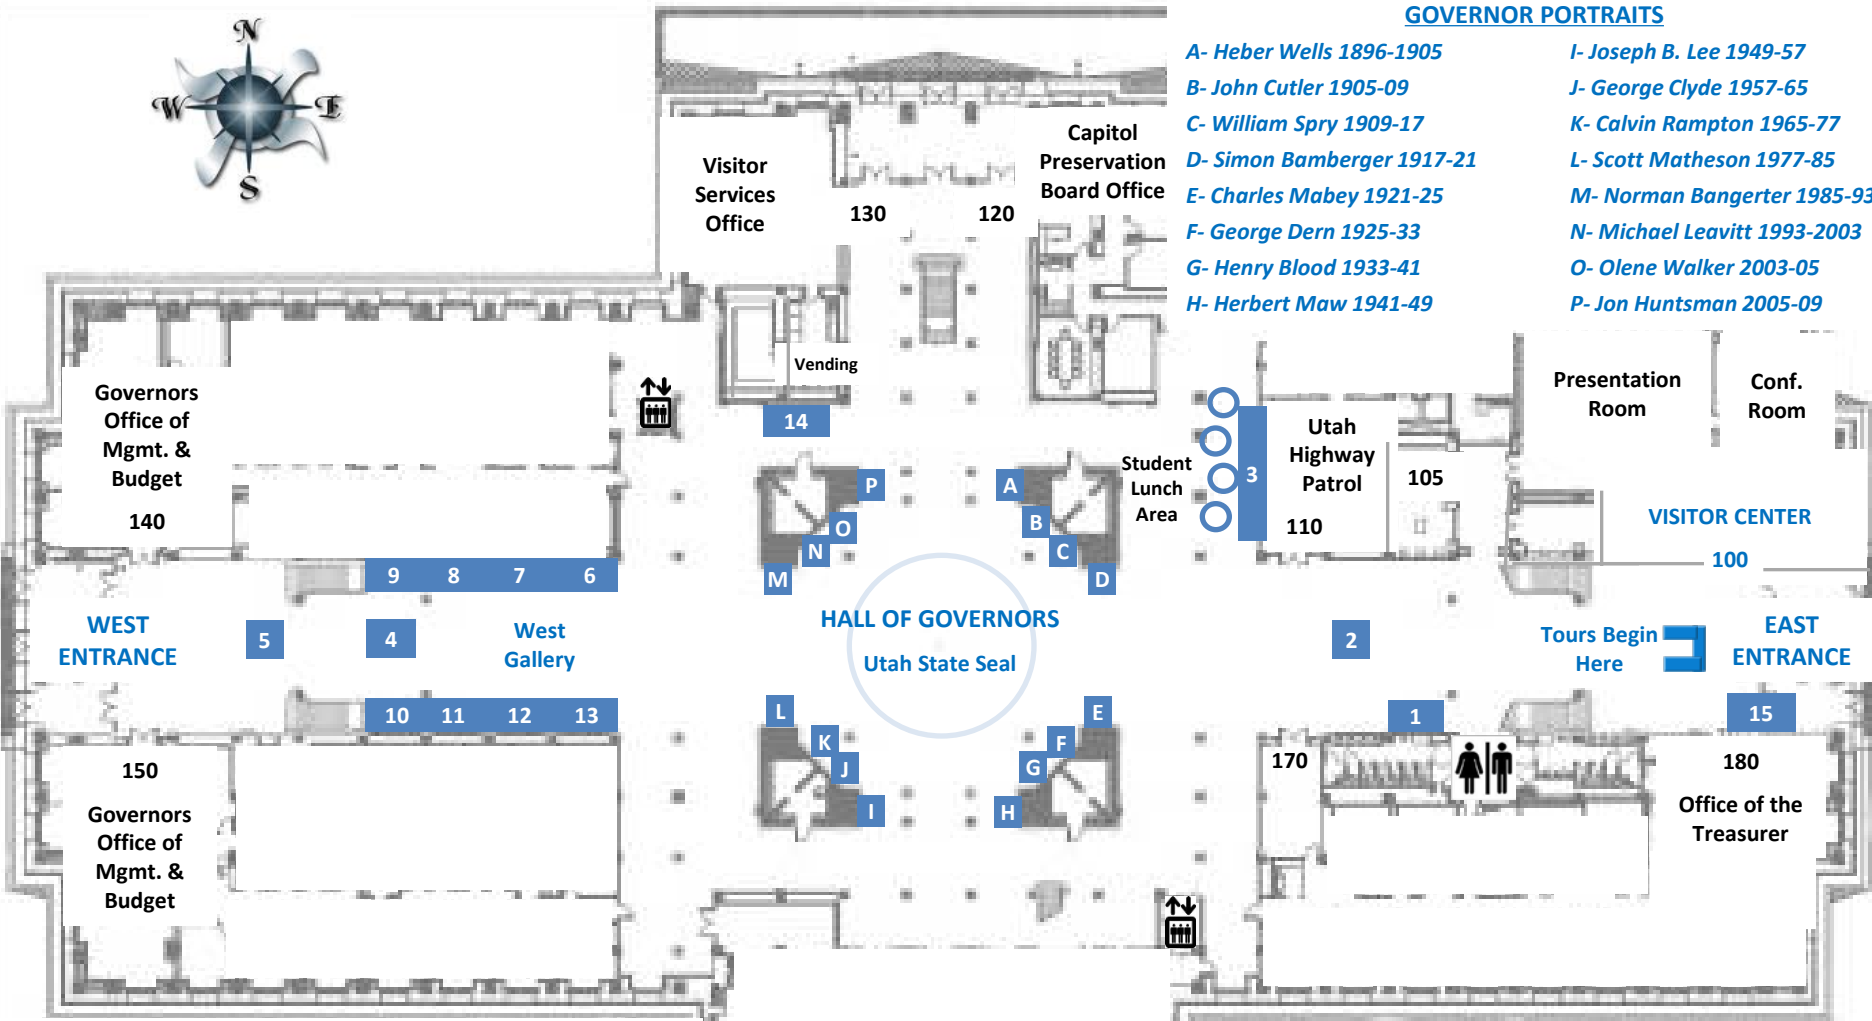 GOVERNOR PORTRAITS
A- Heber Wells 1896-1905
B- John Cutler 1905-09
C- William Spry 1909-17
D- Simon Bamberger 1917-21
E- Charles Mabey 1921-25
F- George Dern 1925-33
G- Henry Blood 1933-41
H- Herbert Maw 1941-49
I- Joseph B. Lee 1949-57
J- George Clyde 1957-65
K- Calvin Rampton 1965-77
L- Scott Matheson 1977-85
M- Norman Bangerter 1985-93
N- Michael Leavitt 1993-2003
O- Olene Walker 2003-05
P- Jon Huntsman 2005-09
N
W
E
S
Visitor
Services
Office
130
120
Capitol
Preservation
Board Office
Vending
14
Governors
Office of
Mgmt. &
Budget
140
Student
Lunch
Area
3
Utah
Highway
Patrol
110
105
Presentation
Room
Conf.
Room
VISITOR CENTER
100
P
O
N
M
A
B
C
D
9
8
7
6
WEST
ENTRANCE
5
4
West
Gallery
HALL OF GOVERNORS
Utah State Seal
2
Tours Begin
Here
EAST
ENTRANCE
10
11
12
13
L
K
J
I
E
F
G
H
1
15
150
Governors
Office of
Mgmt. &
Budget
170
180
Office of the
Treasurer